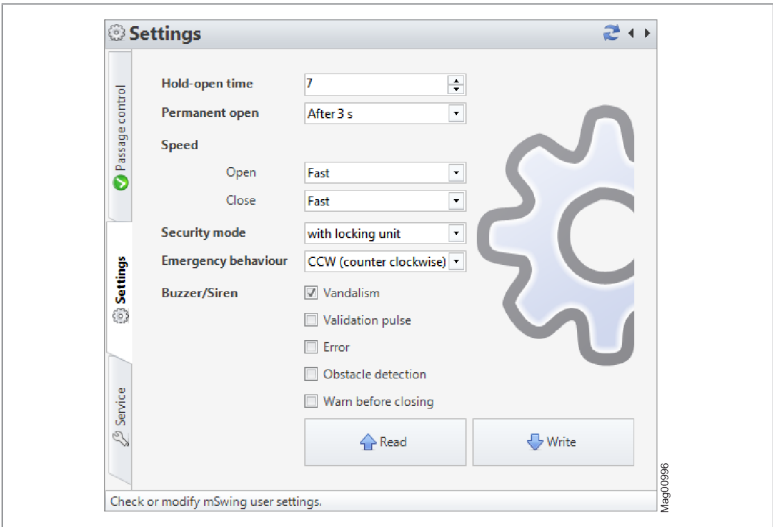 Settings
Passage control
Settings
Service
Hold-open time 7
Permanent open After 3 s
Speed
Open Fast
Close Fast
Security mode with locking unit
Emergency behaviour CCW (counter clockwise)
Buzzer/Siren Vandalism
Validation pulse
Error
Obstacle detection
Warn before closing
Read Write
Check or modify mSwing user settings.
Mag00996